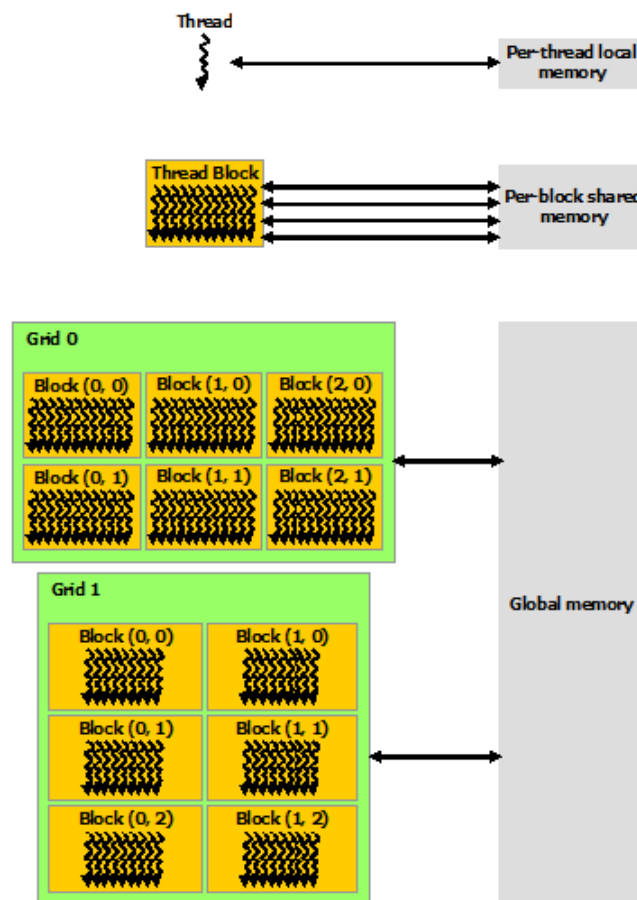 Thread
Per-thread local
memory
Thread Block
Per-block shared
memory
Grid 0
Block (0, 0)
Block (1, 0)
Block (2, 0)
Block (0, 1)
Block (1, 1)
Block (2, 1)
Grid 1
Block (0, 0)
Block (1, 0)
Block (0, 1)
Block (1, 1)
Block (0, 2)
Block (1, 2)
Global memory